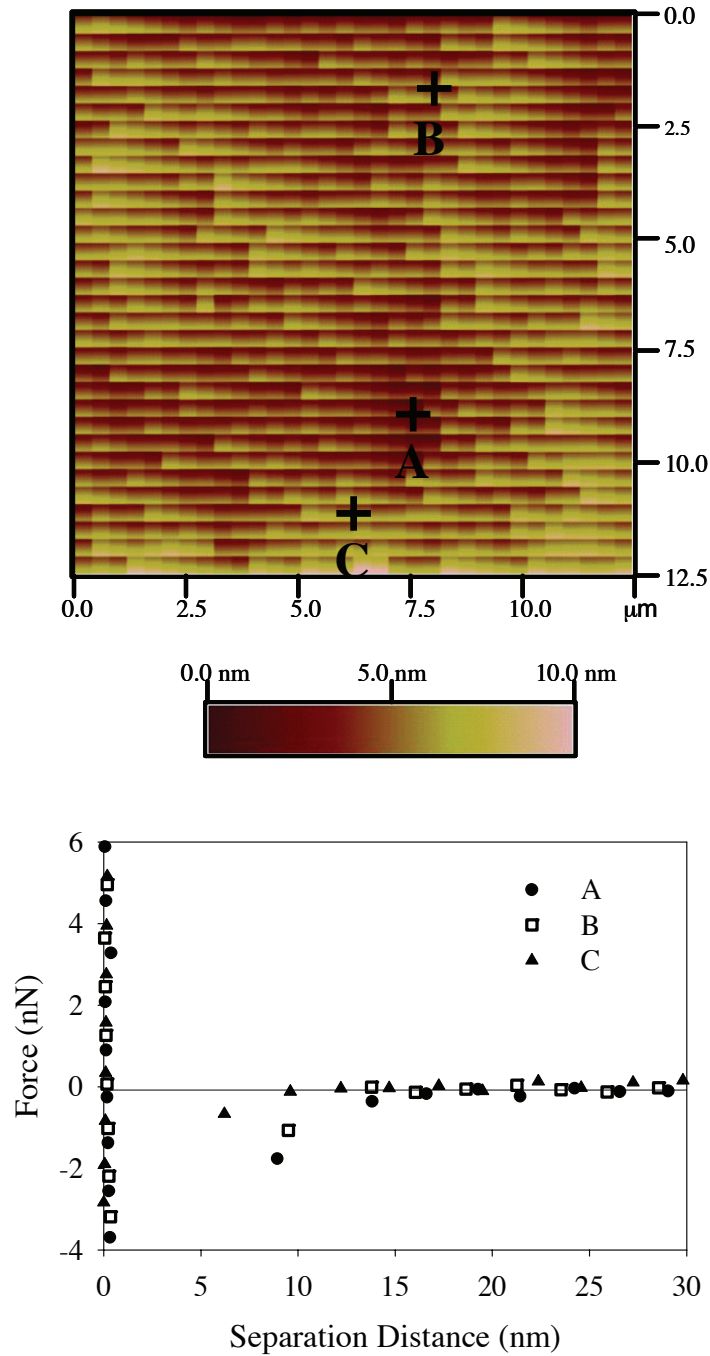 0.0
B
2.5
5.0
7.5
A
10.0
C
12.5
0.0 2.5 5.0 7.5 10.0 μm
0.0 nm 5.0 nm 10.0 nm
6
4
2
0
-2
-4
Force (nN)
A
B
C
0 5 10 15 20 25 30
Separation Distance (nm)